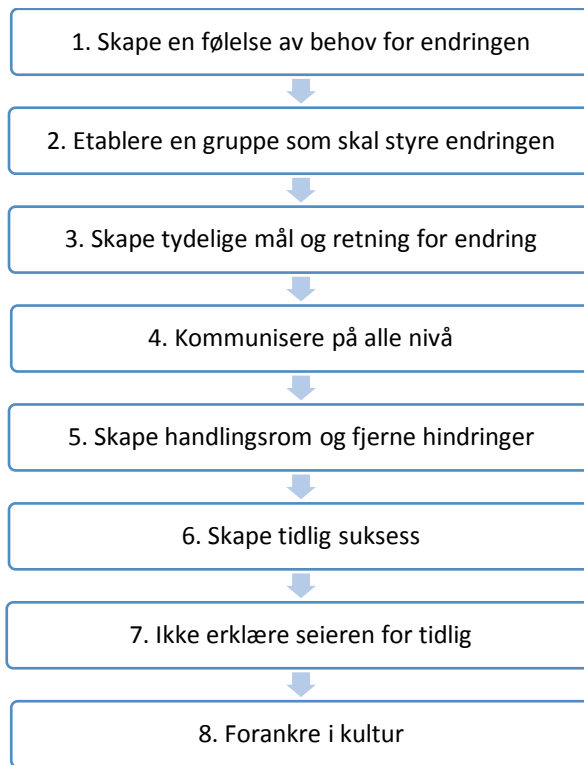 1. Skape en følelse av behov for endringen
2. Etablere en gruppe som skal styre endringen
3. Skape tydelige mål og retning for endring
4. Kommunisere på alle nivå
5. Skape handlingsrom og fjerne hindringer
6. Skape tidlig suksess
7. Ikke erklære seieren for tidlig
8. Forankre i kultur